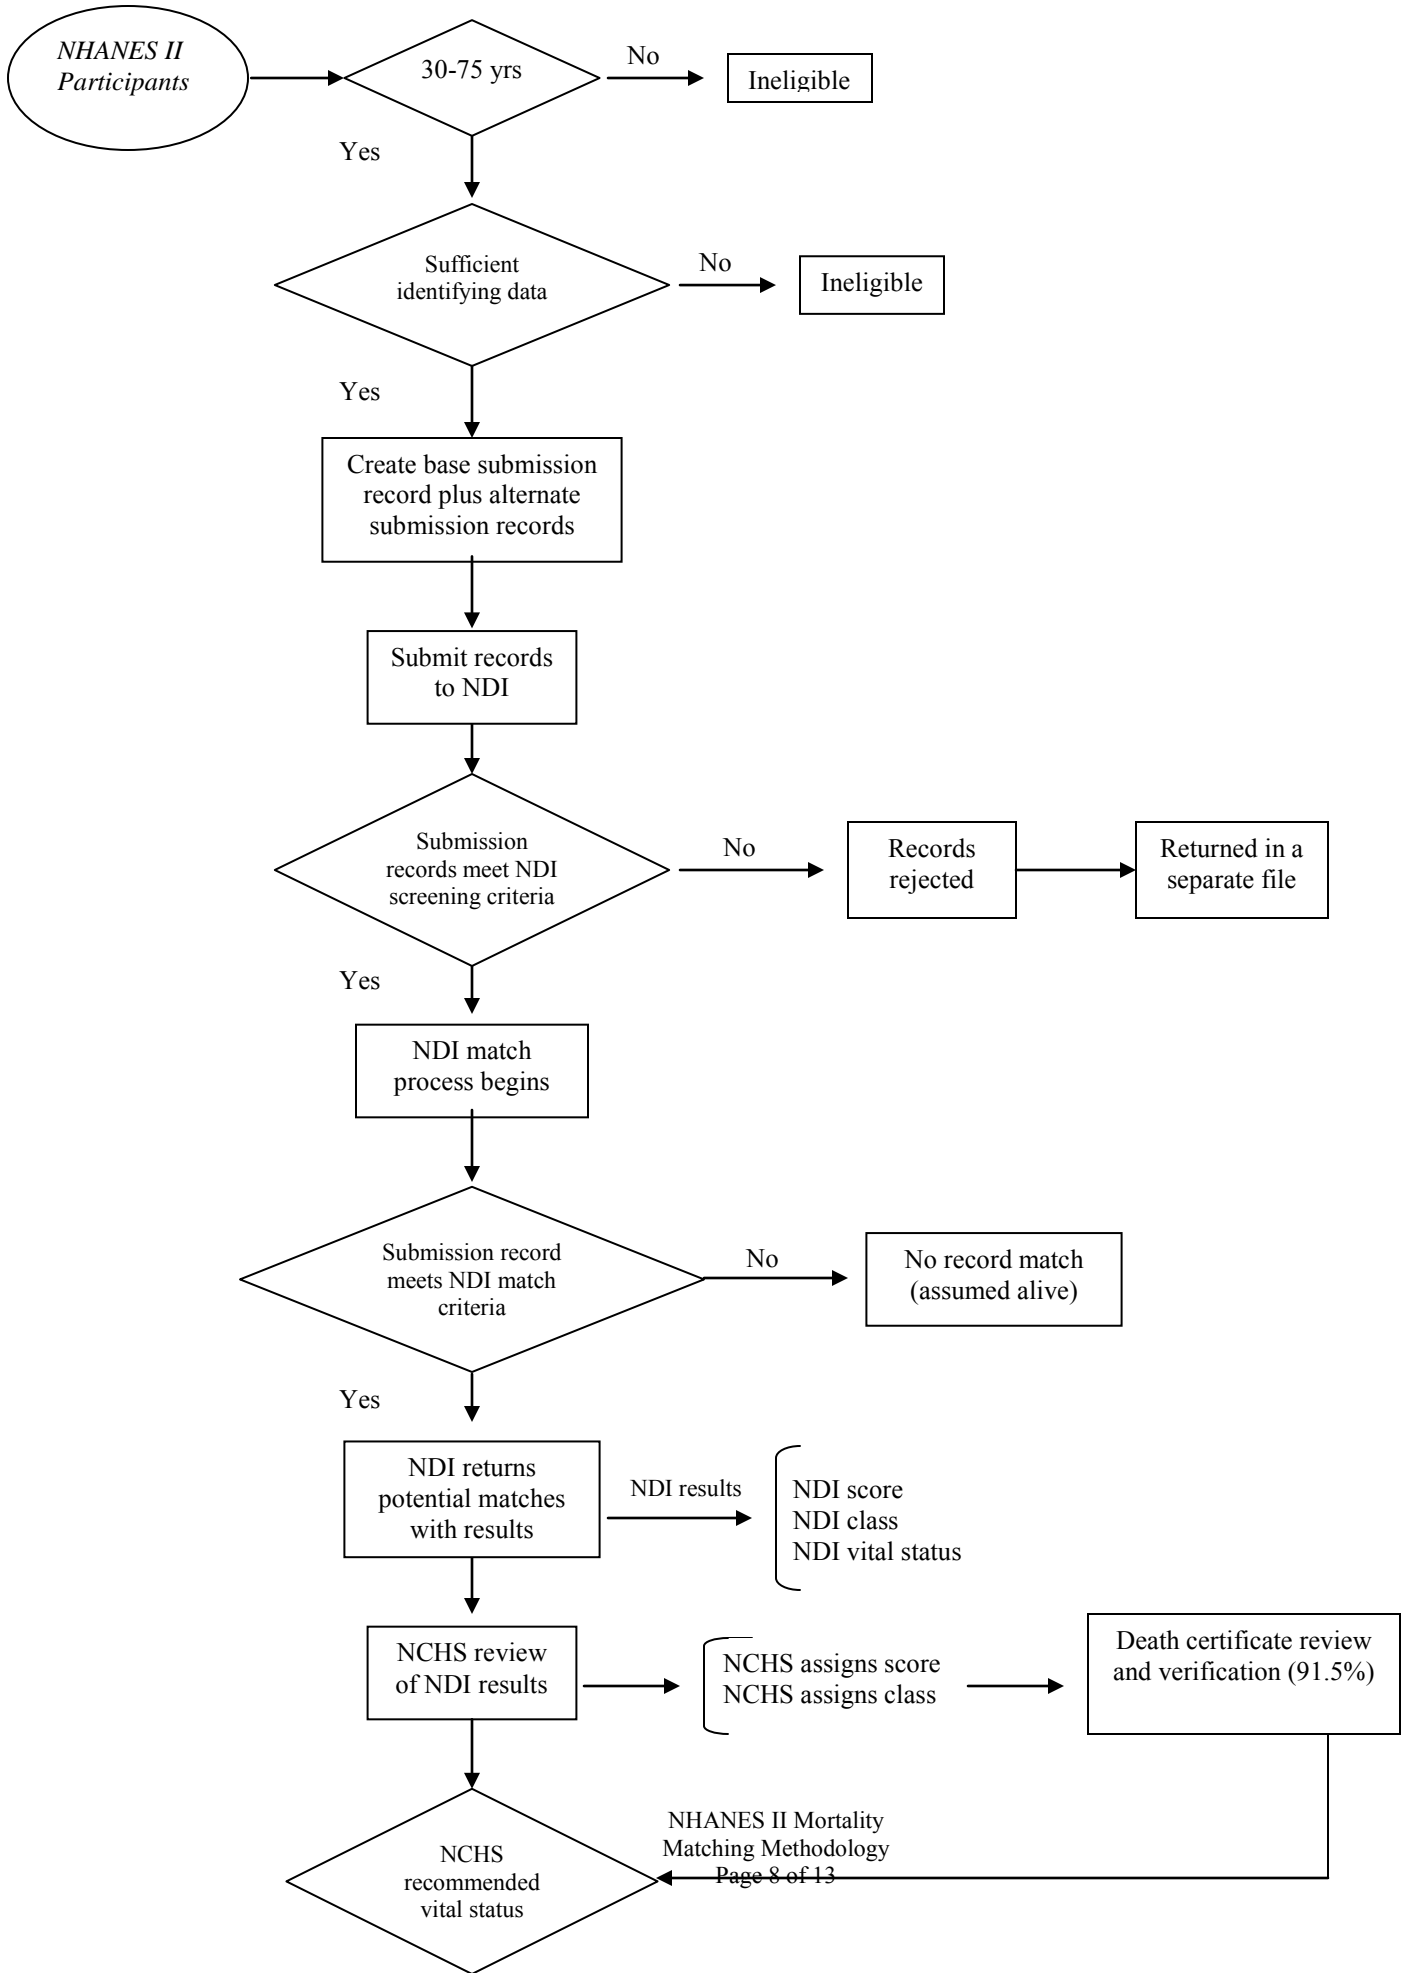 NHANES II
Participants
30-75 yrs
No
Ineligible
Yes
Sufficient
identifying data
No
Ineligible
Yes
Create base submission
record plus alternate
submission records
Submit records
to NDI
Submission
records meet NDI
screening criteria
No
Records
rejected
Returned in a
separate file
Yes
NDI match
process begins
Submission record
meets NDI match
criteria
No
No record match
(assumed alive)
Yes
NDI returns
potential matches
with results
NDI results
NDI score
NDI class
NDI vital status
NCHS review
of NDI results
NCHS assigns score
NCHS assigns class
Death certificate review
and verification (91.5%)
NCHS
recommended
vital status
NHANES II Mortality
Matching Methodology
Page 8 of 13